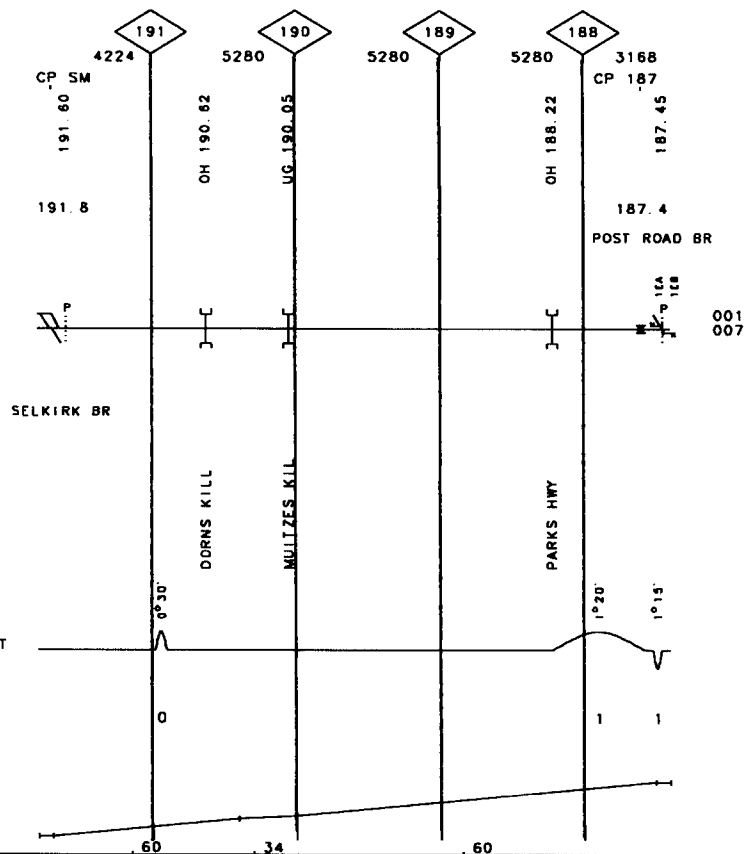 191 190 189 188
4224 5280 5280 5280 3168
CP SM CP 187
191.60 OH 190.62 UG 190.05 OH 188.22 187.45
191.8 187.4
POST ROAD BR
P P 1EA
1EB
001
007
SELKIRK BR
DORNS KILL MUITZES KIL PARKS HWY
0°30' 1°20' 1°15'
T
0 1 1
.60 .34 .60